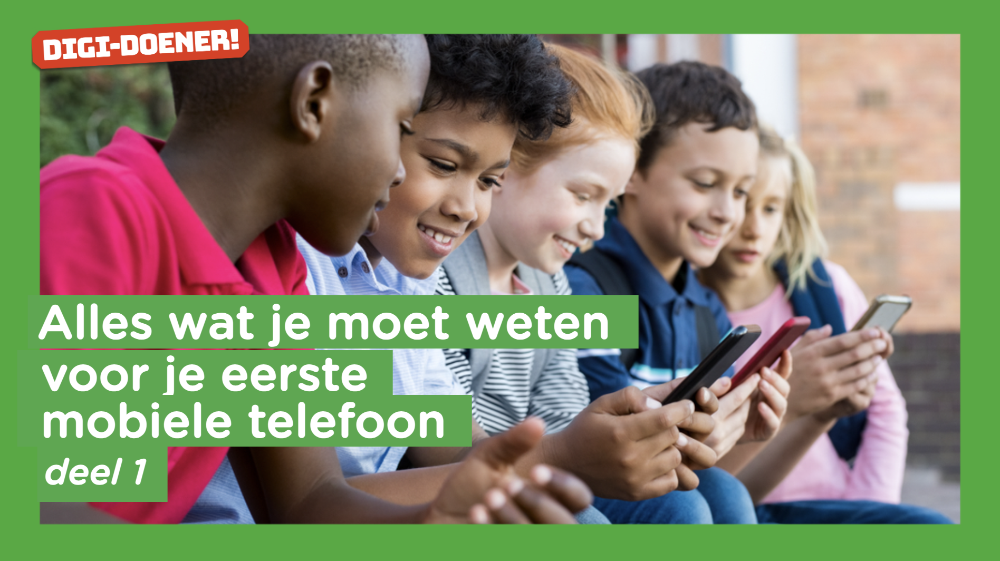 DIGI-DOENER!
Alles wat je moet weten
voor je eerste
mobiele telefoon
deel 1